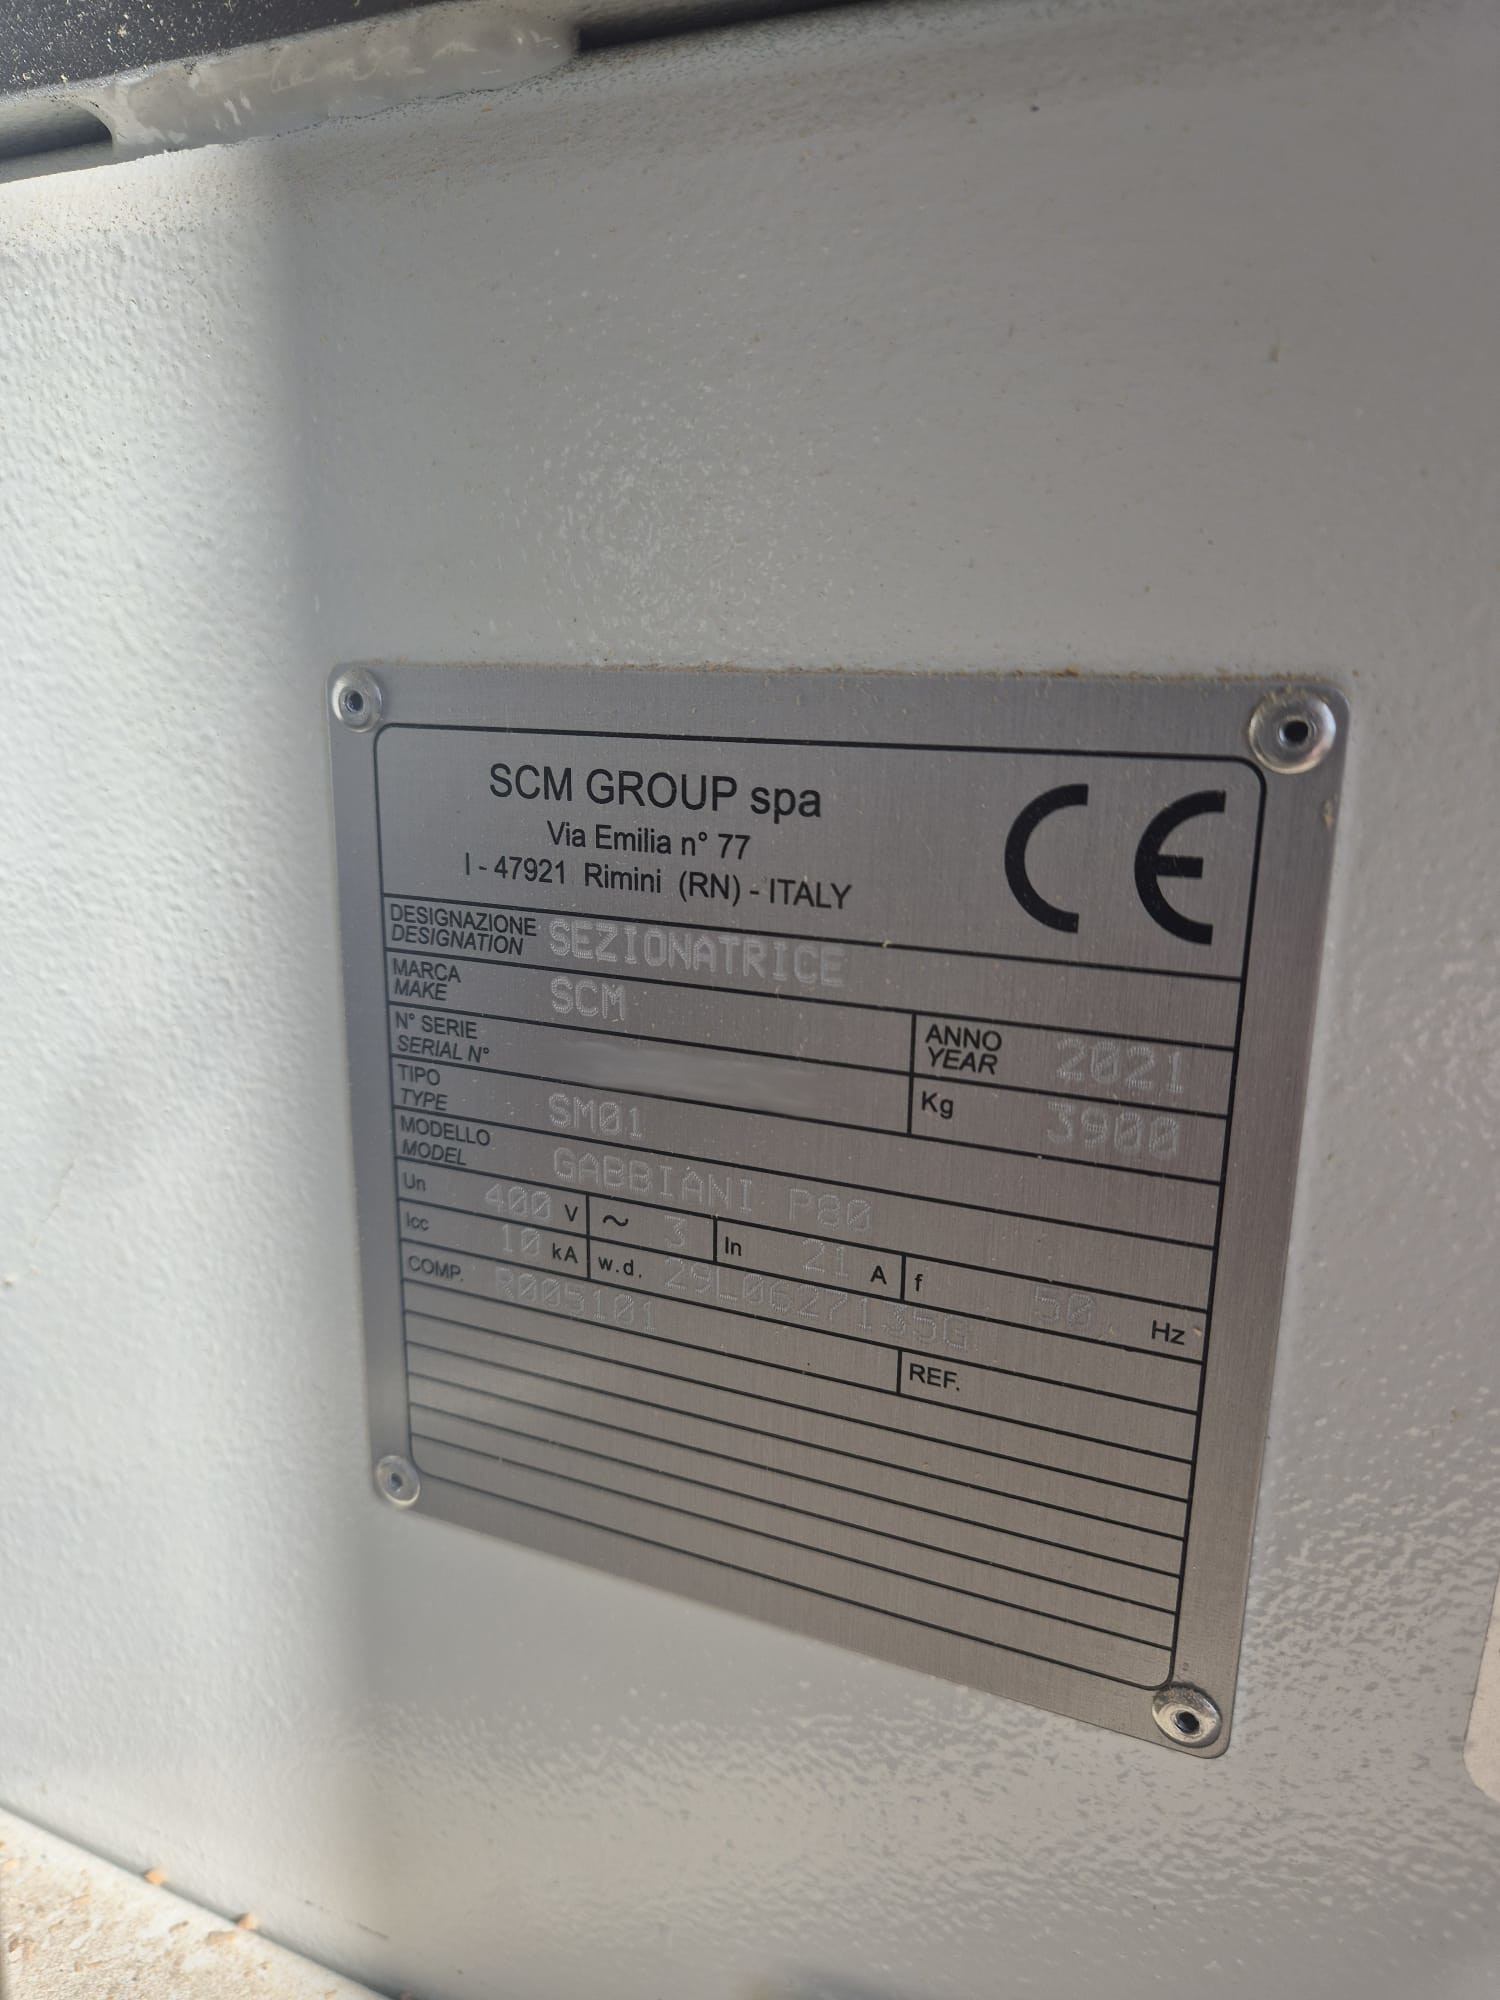 SCM GROUP spa
Via Emilia n° 77
I - 47921 Rimini (RN) - ITALY
CE
DESIGNAZIONE
DESIGNATION SEZIONATRICE
MARCA
MAKE SCM
N° SERIE
SERIAL N°
ANNO
YEAR 2021
TIPO
TYPE SM01
Kg 3900
MODELLO
MODEL GABBIANI P80
Un 400 V ~ 3 In 21 A f 50 Hz
Icc 10 kA w.d. 29L0627135G
COMP. R005101
REF.